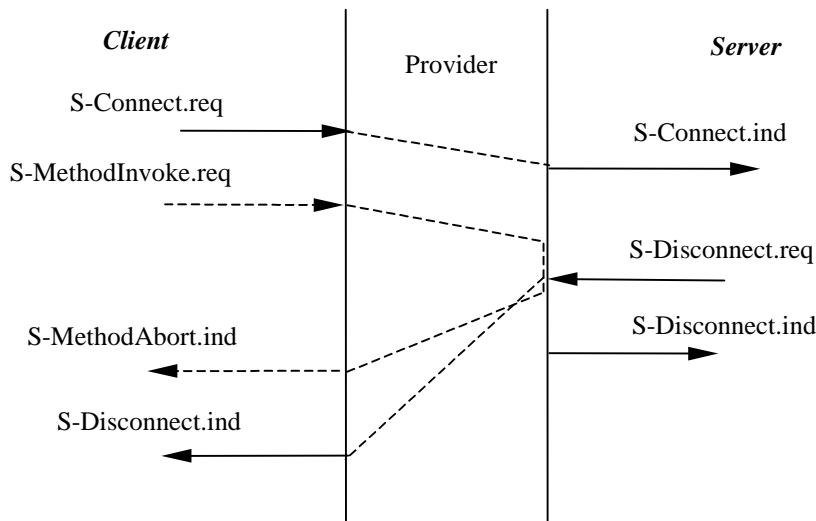 Client
Provider
Server
S-Connect.req
S-Connect.ind
S-MethodInvoke.req
S-Disconnect.req
S-MethodAbort.ind
S-Disconnect.ind
S-Disconnect.ind